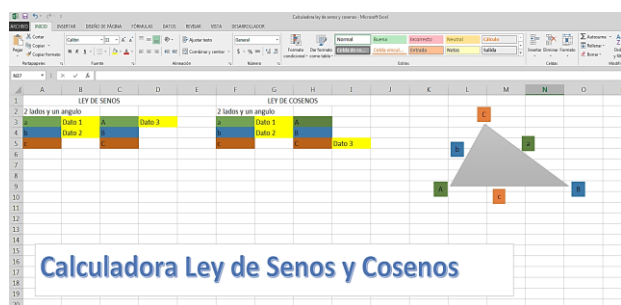 Calculadora ley de senos y cosenos - Microsoft Excel
ARCHIVO INICIO INSERTAR DISEÑO DE PÁGINA FÓRMULAS DATOS REVISAR VISTA DESARROLLADOR
Cortar Calibri 11 Ajustar texto General Normal Buena Incorrecto Neutral Cálculo Autosuma
Copiar Rellenar
Pegar Copiar formato Combinar y centrar Formato condicional Dar formato como tabla Celda de co... Celda vincul... Entrada Notas Salida Insertar Eliminar Formato Borrar
Portapapeles Fuente Alineación Número Estilos Celdas
N27
A B C D E F G H I J K L M N O
1 LEY DE SENOS LEY DE COSENOS
2 2 lados y un angulo 2 lados y un angulo
3 a Dato 1 A Dato 3 a Dato 1 A
4 b Dato 2 B b Dato 2 B
5 c C c C Dato 3
6
7
8
9
10
11
12
13
14
15
16
17
18
19
20
C
b a
A B
c
Calculadora Ley de Senos y Cosenos